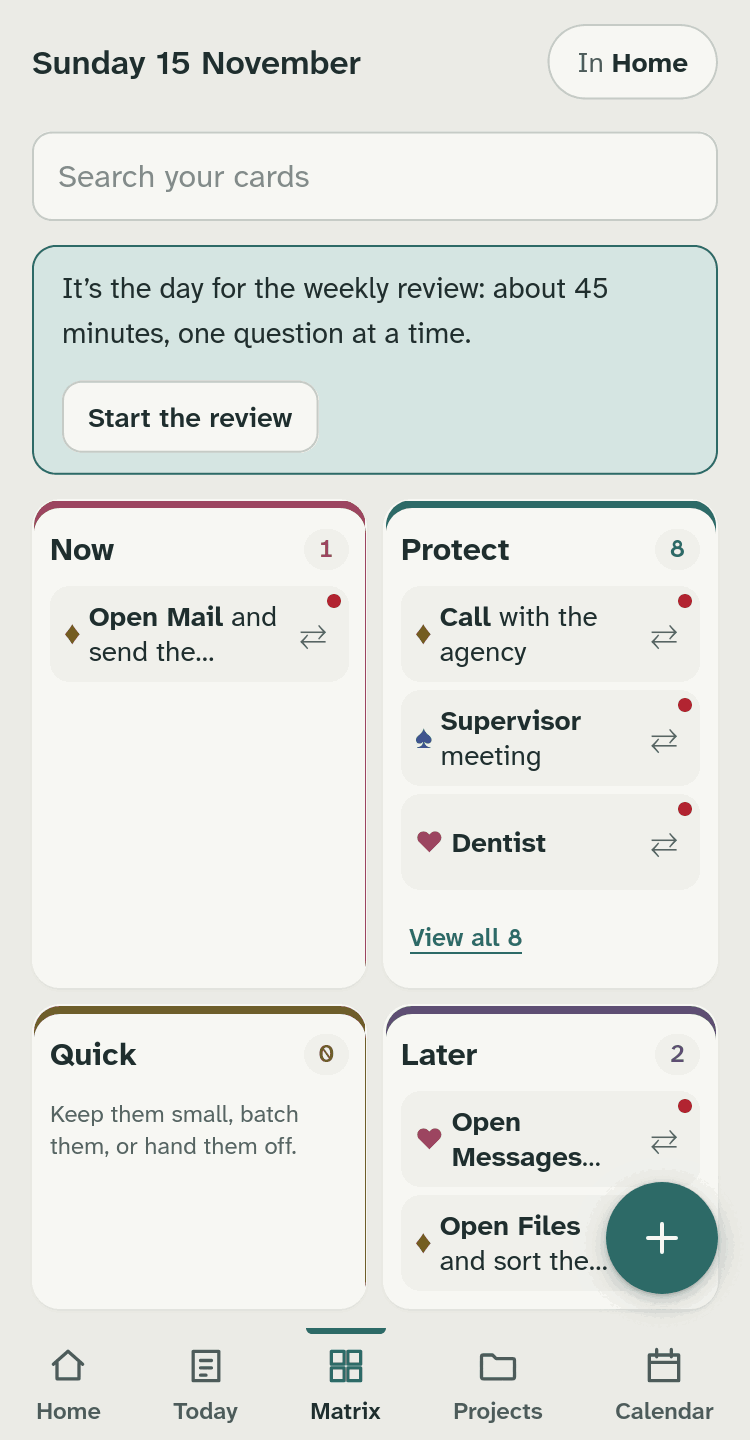 Sunday 15 November
In Home
Search your cards
It’s the day for the weekly review: about 45
minutes, one question at a time.
Start the review
Now
1
Open Mail and
send the…
Protect
8
Call with the
agency
Supervisor
meeting
Dentist
View all 8
Quick
0
Keep them small, batch
them, or hand them off.
Later
2
Open
Messages…
Open Files
and sort the…
Home
Today
Matrix
Projects
Calendar